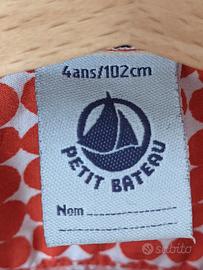 4ans/102cm
PETIT BATEAU
Nom
subito